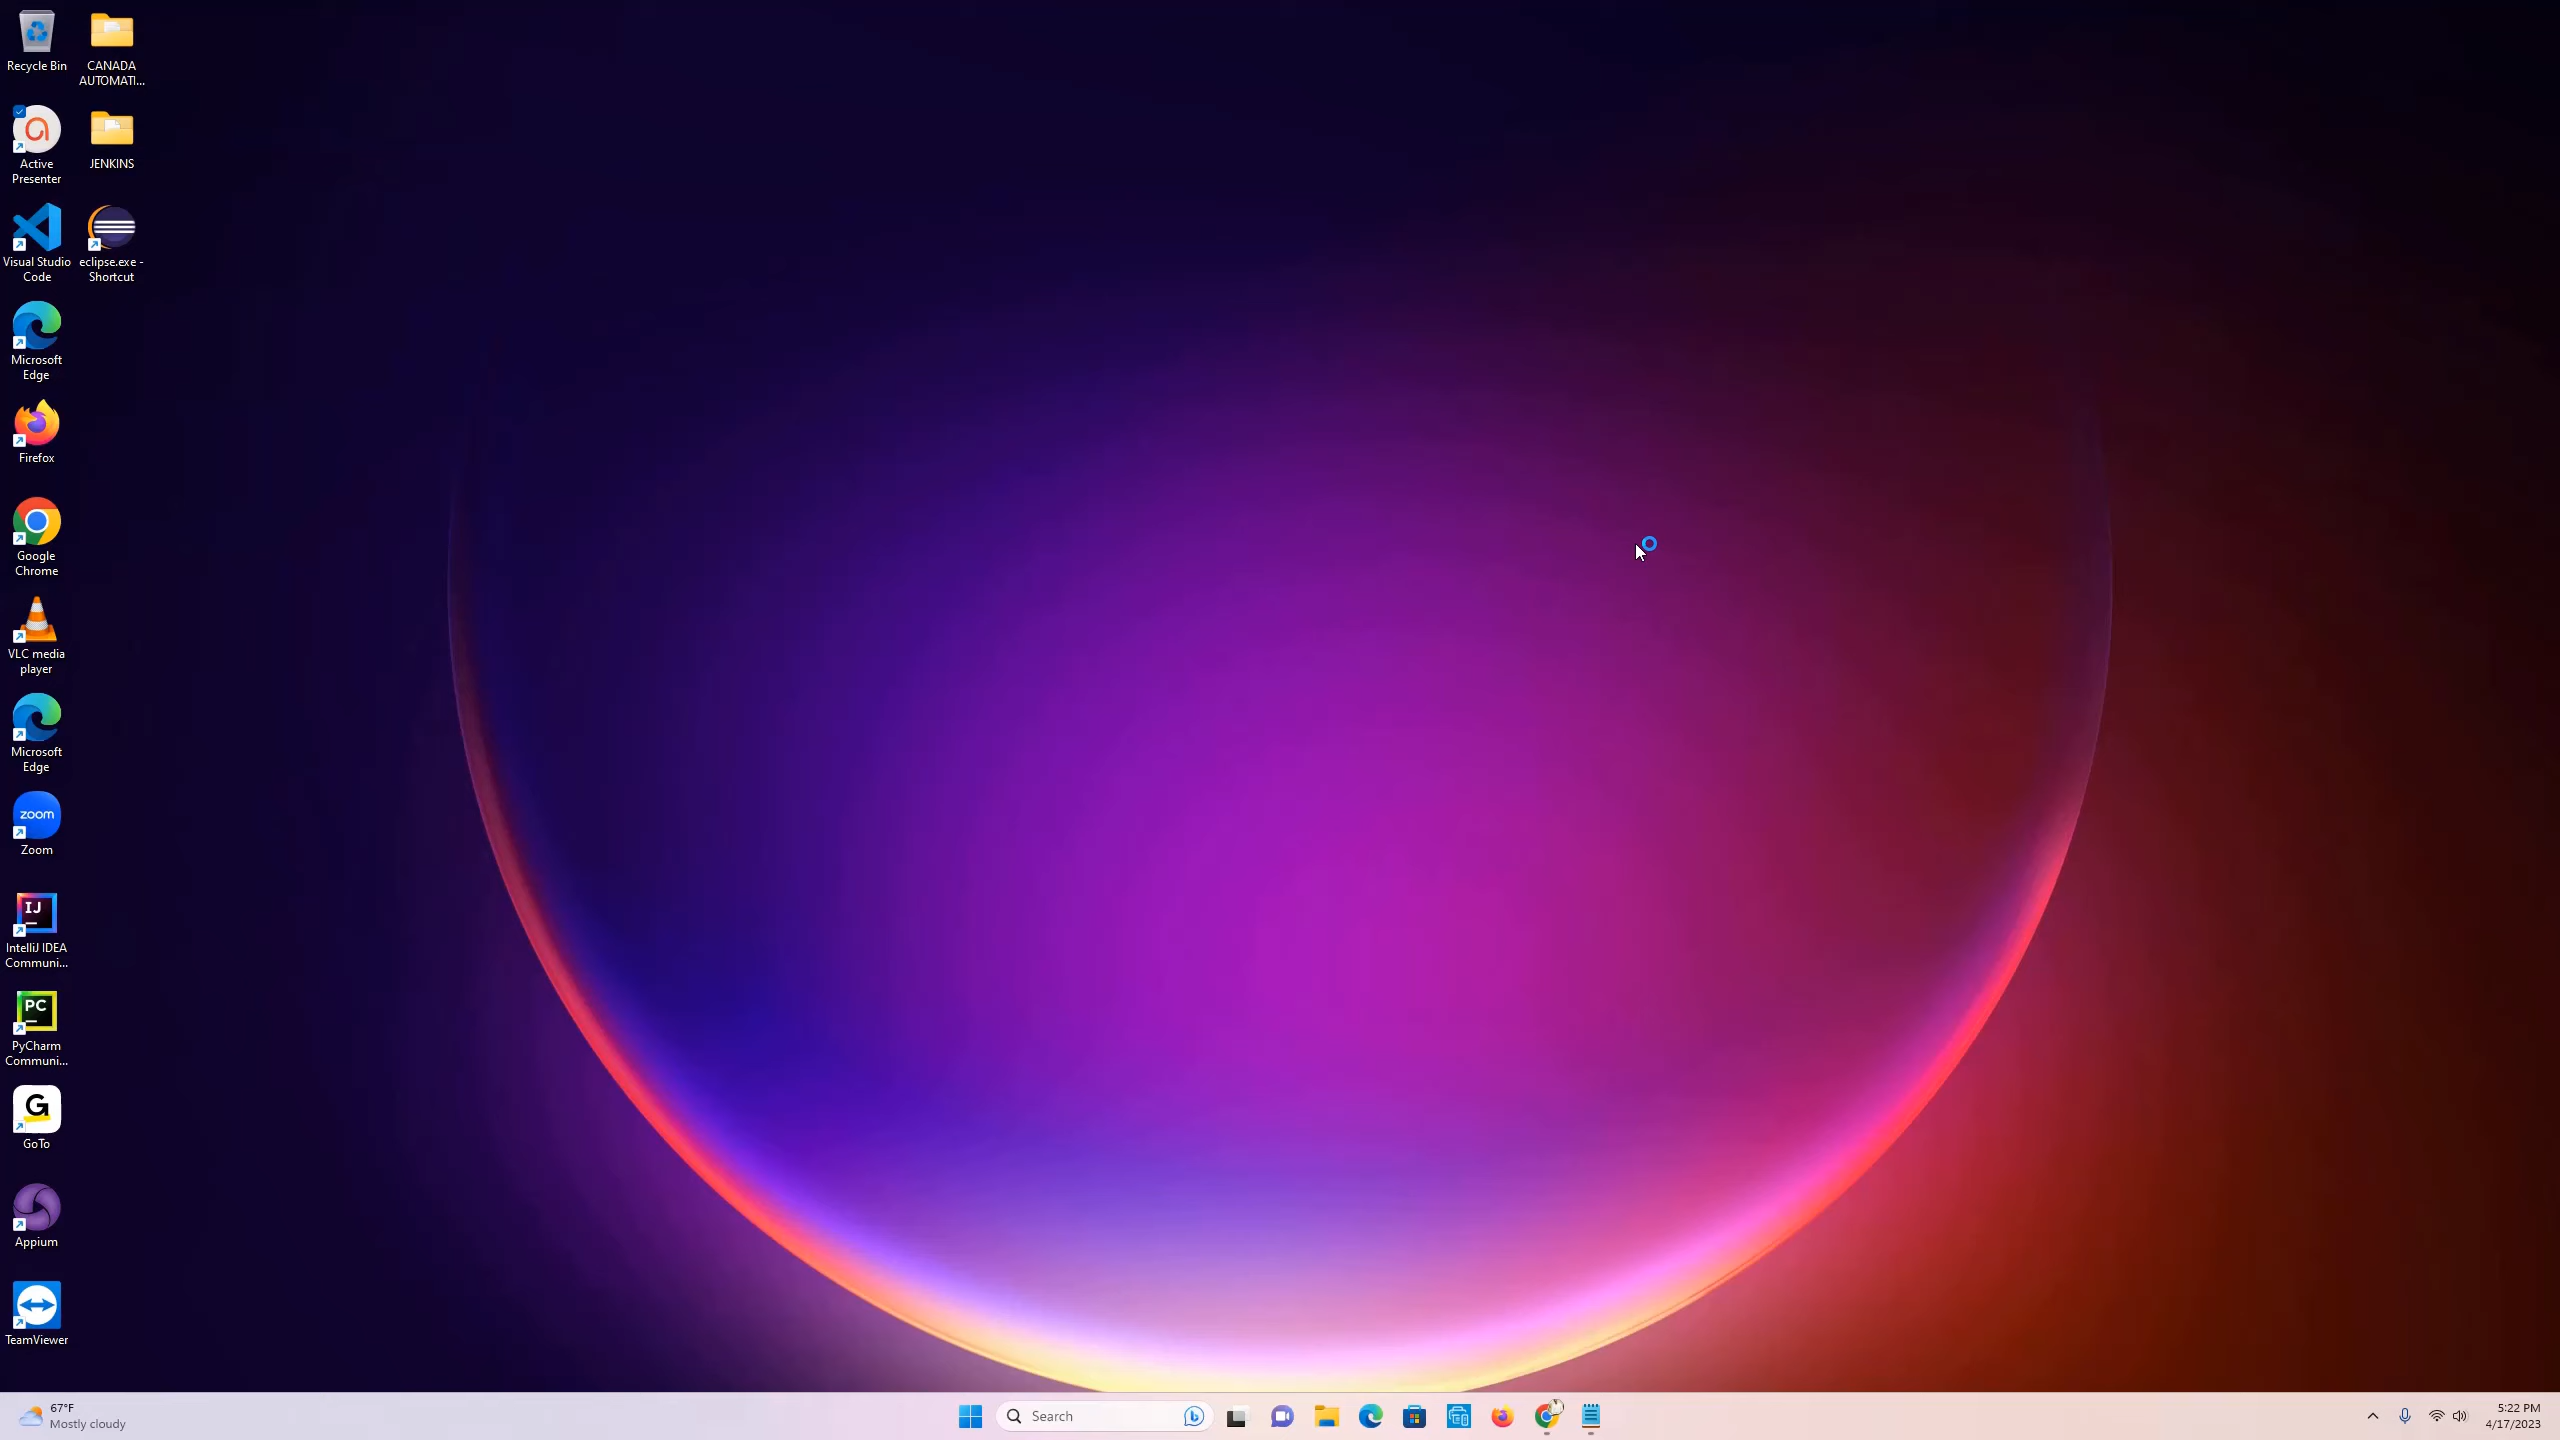 Recycle Bin
CANADA
AUTOMATI...
Active
Presenter
JENKINS
Visual Studio
Code
eclipse.exe -
Shortcut
Microsoft
Edge
Firefox
Google
Chrome
VLC media
player
Microsoft
Edge
zoom
Zoom
IJ
IntelliJ IDEA
Communi...
PC
PyCharm
Communi...
G
GoTo
Appium
TeamViewer
67°F
Mostly cloudy
Search
5:22 PM
4/17/2023